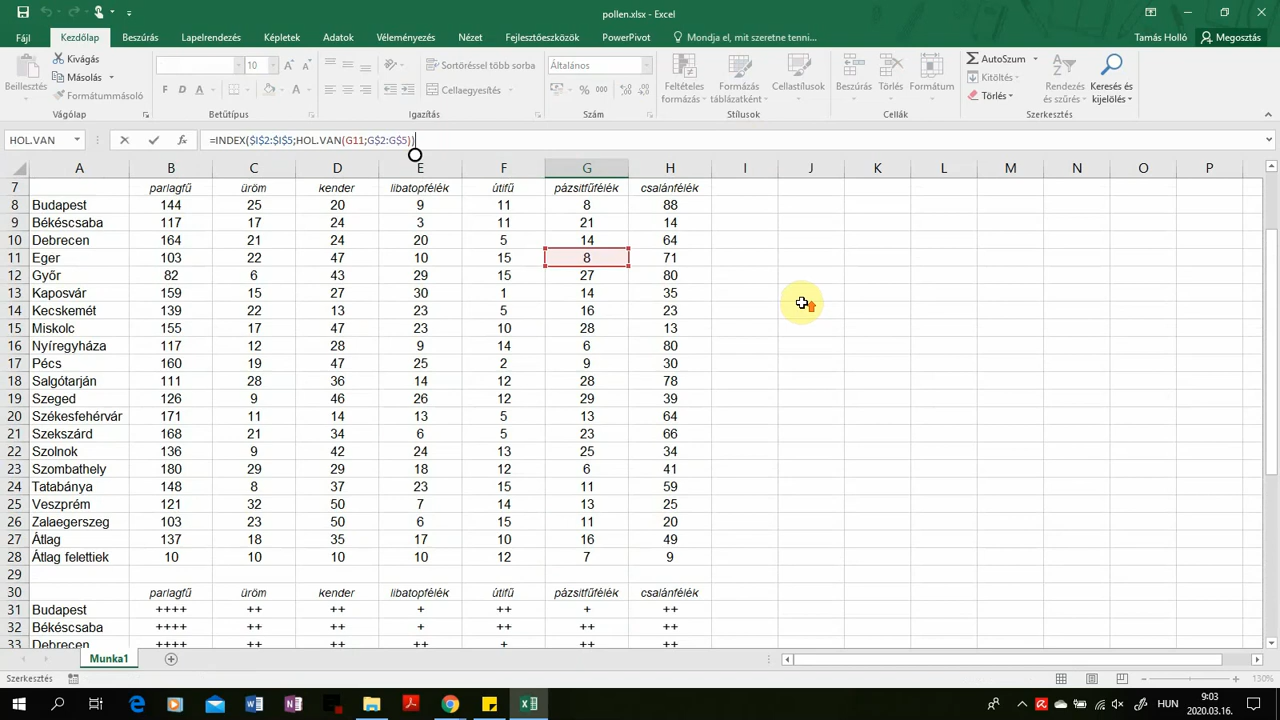 pollen.xlsx - Excel
Fájl Kezdőlap Beszúrás Lapelrendezés Képletek Adatok Véleményezés Nézet Fejlesztőeszközök PowerPivot Mondja el, mit szeretne tenni... Tamás Holló Megosztás
Beillesztés
Kivágás
Másolás
Formátummásoló
Vágólap
10
F D A
Betűtípus
Sortöréssel több sorba
Cellaegyesítés
Igazítás
Általános
Szám
Feltételes formázás
Formázás táblázatként
Cellastílusok
Stílusok
Beszúrás Törlés Formátum
Cellák
AutoSzum
Kitöltés
Törlés
Rendezés és szűrés
Keresés és kijelölés
Szerkesztés
HOL.VAN =INDEX($I$2:$I$5;HOL.VAN(G11;G$2:G$5))
A B C D E F G H I J K L M N O P
7 parlagfű üröm kender libatopfélék útifű pázsitfűfélék csalánfélék
8 Budapest 144 25 20 9 11 8 88
9 Békéscsaba 117 17 24 3 11 21 14
10 Debrecen 164 21 24 20 5 14 64
11 Eger 103 22 47 10 15 8 71
12 Győr 82 6 43 29 15 27 80
13 Kaposvár 159 15 27 30 1 14 35
14 Kecskemét 139 22 13 23 5 16 23
15 Miskolc 155 17 47 23 10 28 13
16 Nyíregyháza 117 12 28 9 14 6 80
17 Pécs 160 19 47 25 2 9 30
18 Salgótarján 111 28 36 14 12 28 78
19 Szeged 126 9 46 26 12 29 39
20 Székesfehérvár 171 11 14 13 5 13 64
21 Szekszárd 168 21 34 6 5 23 66
22 Szolnok 136 9 42 24 13 25 34
23 Szombathely 180 29 29 18 12 6 41
24 Tatabánya 148 8 37 23 15 11 59
25 Veszprém 121 32 50 7 14 13 25
26 Zalaegerszeg 103 23 50 6 15 11 20
27 Átlag 137 18 35 17 10 16 49
28 Átlag felettiek 10 10 10 10 12 7 9
29
30 parlagfű üröm kender libatopfélék útifű pázsitfűfélék csalánfélék
31 Budapest ++++ ++ ++ + ++ + ++
32 Békéscsaba ++++ ++ ++ + ++ ++ ++
33 Debrecen ++++ ++ ++ ++ + ++ ++
Munka1
Szerkesztés 130%
HUN
9:03
2020.03.16.